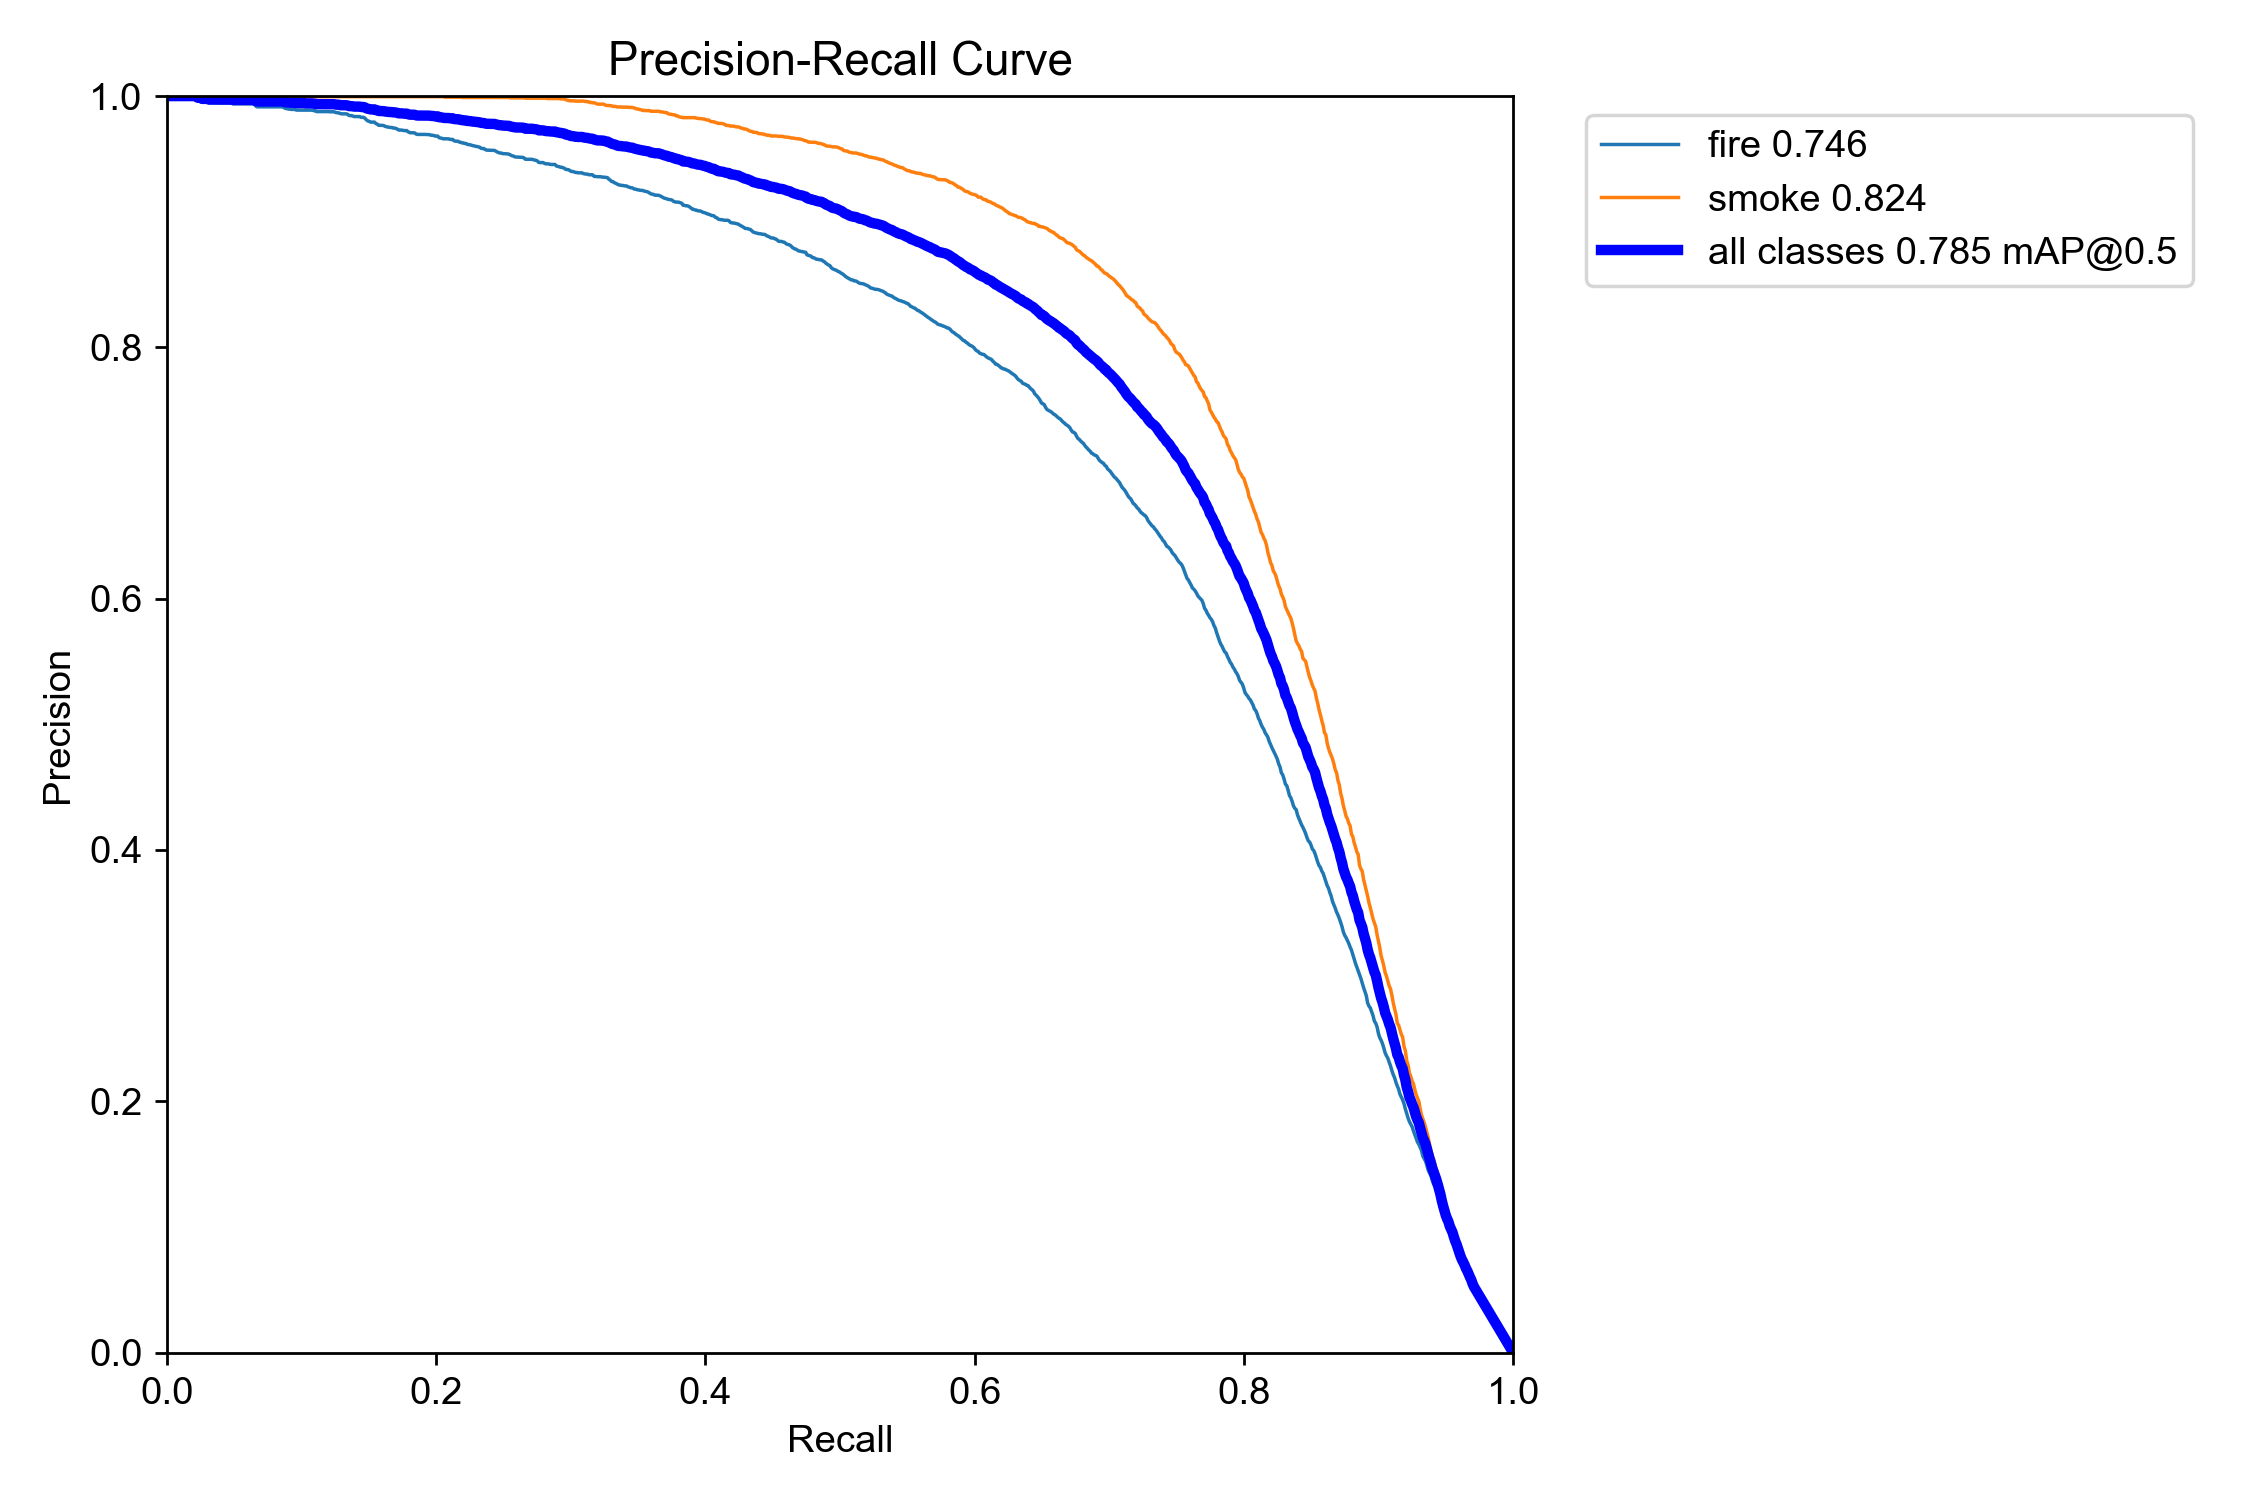 Precision-Recall Curve
fire 0.746
smoke 0.824
all classes 0.785 mAP@0.5
1.0
0.8
0.6
0.4
0.2
0.0
Precision
0.0 0.2 0.4 0.6 0.8 1.0
Recall